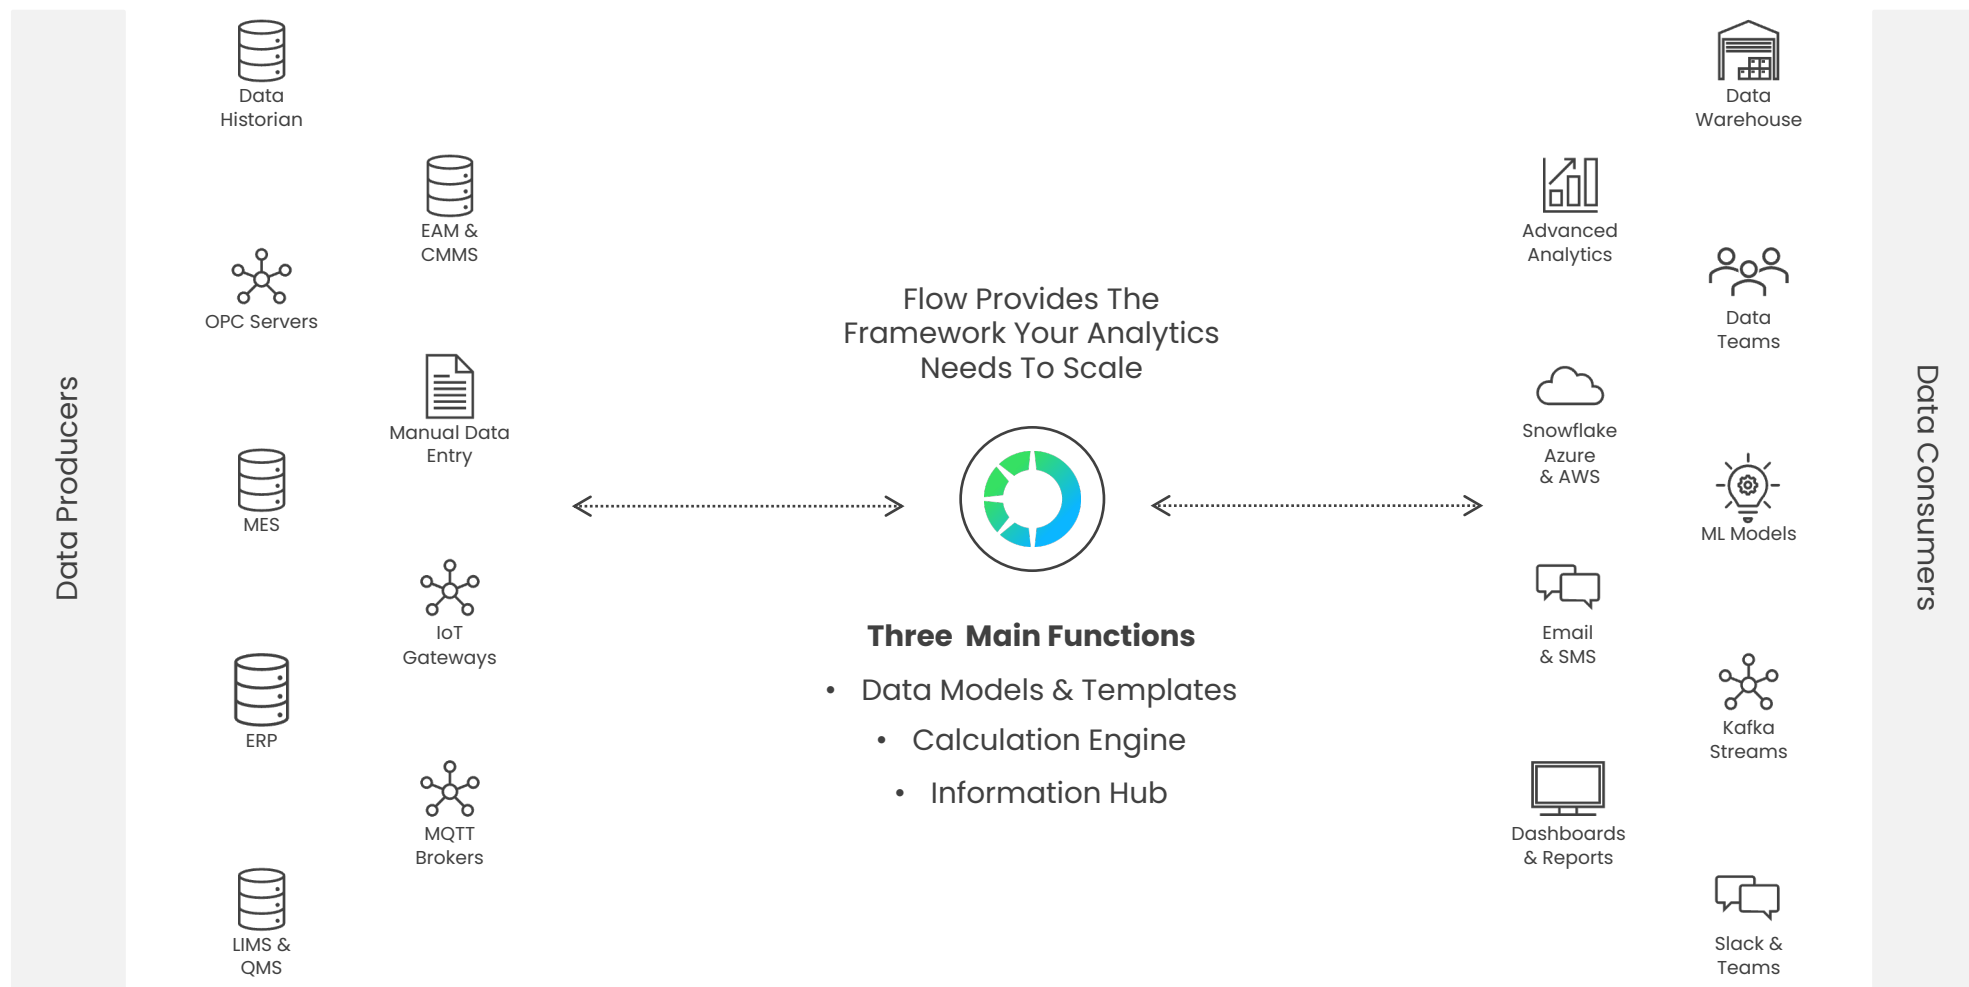 Data Producers
Data
Historian
EAM &
CMMS
OPC Servers
Manual Data
Entry
MES
IoT
Gateways
ERP
MQTT
Brokers
LIMS &
QMS
Flow Provides The
Framework Your Analytics
Needs To Scale
Three Main Functions
• Data Models & Templates
• Calculation Engine
• Information Hub
Data
Warehouse
Advanced
Analytics
Data
Teams
Snowflake
Azure
& AWS
ML Models
Email
& SMS
Kafka
Streams
Dashboards
& Reports
Slack &
Teams
Data Consumers